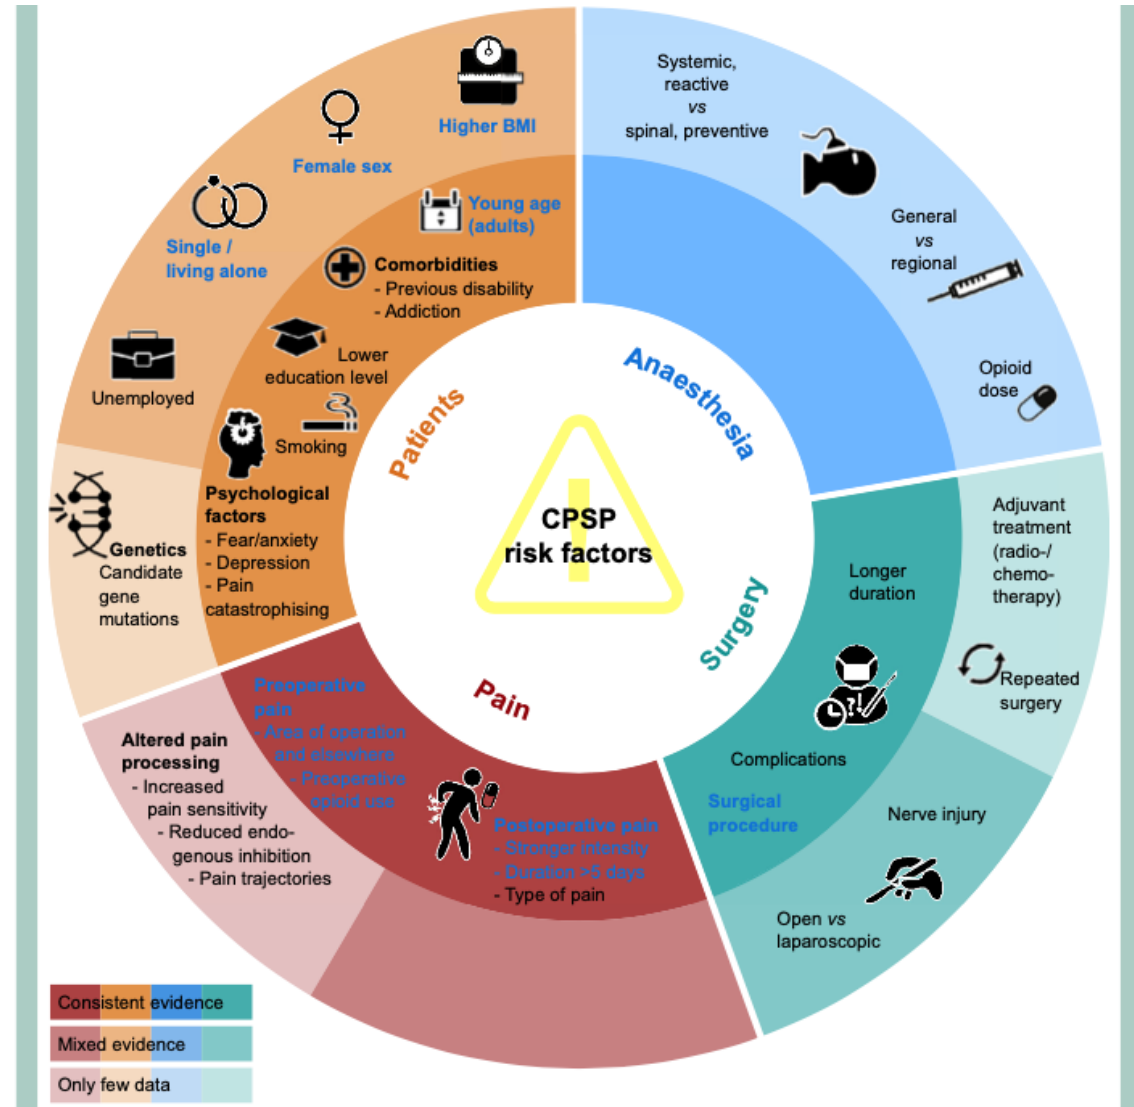 Higher BMI
Female sex
Single /
living alone
Unemployed
Genetics
Candidate
gene
mutations
Young age
(adults)
Comorbidities
- Previous disability
- Addiction
Lower
education level
Smoking
Psychological
factors
- Fear/anxiety
- Depression
- Pain
catastrophising
Patients
Systemic,
reactive
vs
spinal, preventive
General
vs
regional
Opioid
dose
Anaesthesia
CPSP
risk factors
Adjuvant
treatment
(radio-/
chemo-
therapy)
Repeated
surgery
Longer
duration
Complications
Surgical
procedure
Nerve injury
Open vs
laparoscopic
Surgery
Pain
Preoperative
pain
- Area of operation
and elsewhere
- Preoperative
opioid use
Postoperative pain
- Stronger intensity
- Duration >5 days
- Type of pain
Altered pain
processing
- Increased
pain sensitivity
- Reduced endo-
genous inhibition
- Pain trajectories
Consistent evidence
Mixed evidence
Only few data